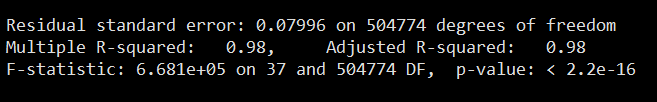 Residual standard error: 0.07996 on 504774 degrees of freedom
Multiple R-squared:   0.98,     Adjusted R-squared:   0.98
F-statistic: 6.681e+05 on 37 and 504774 DF,  p-value: < 2.2e-16